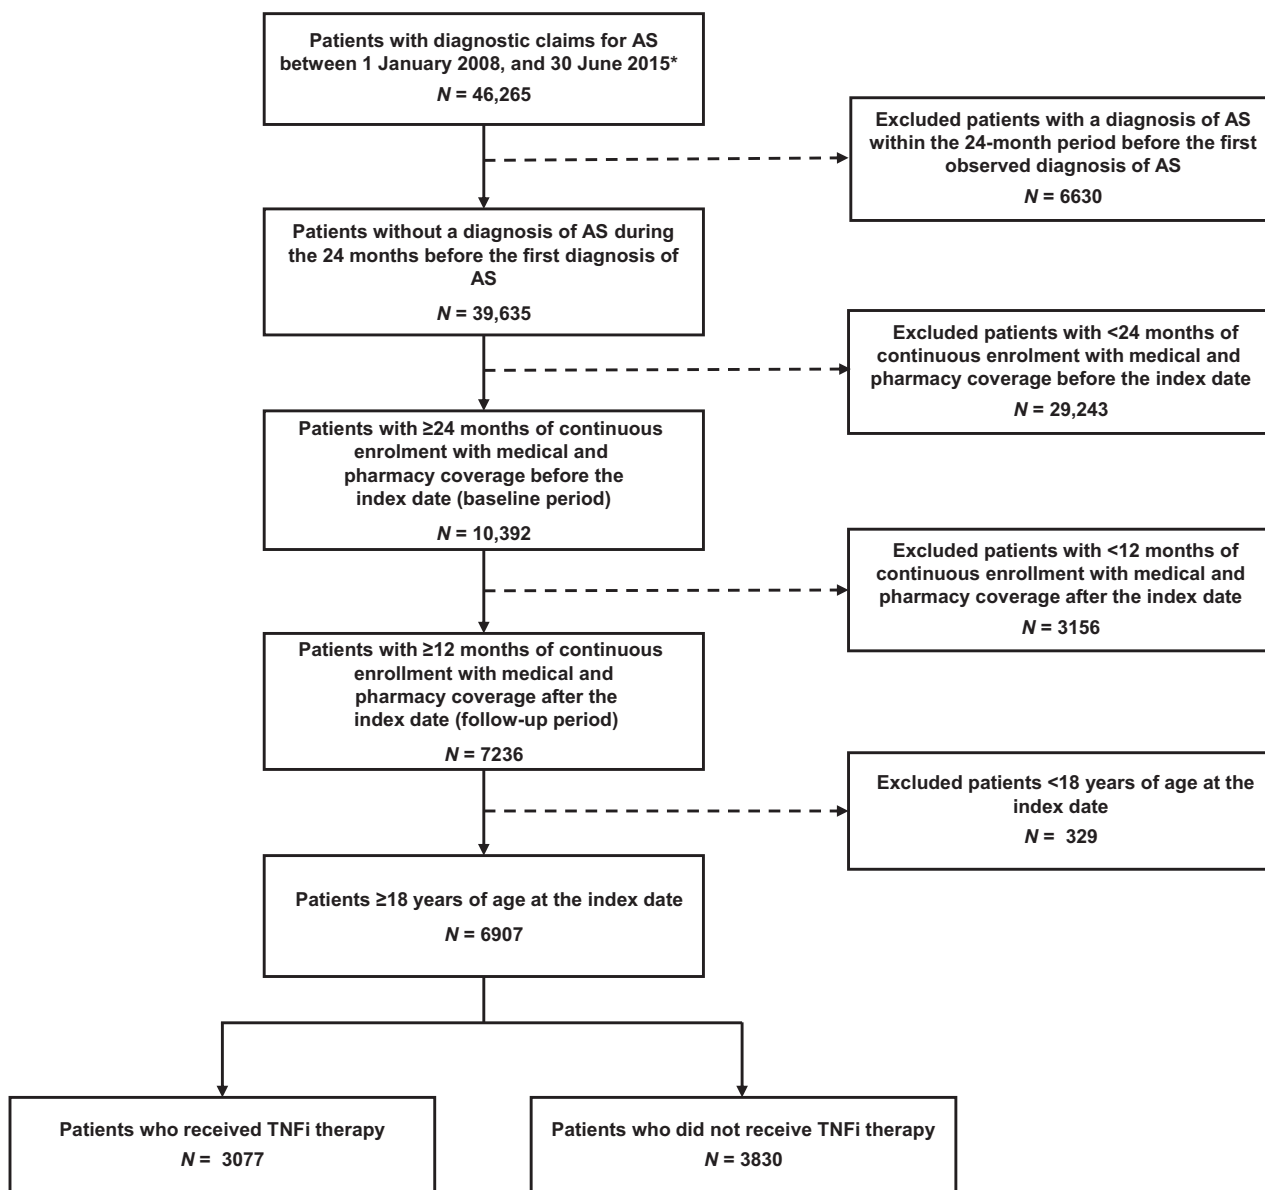 Patients with diagnostic claims for AS
between 1 January 2008, and 30 June 2015*
N = 46,265
Excluded patients with a diagnosis of AS
within the 24-month period before the first
observed diagnosis of AS
N = 6630
Patients without a diagnosis of AS during
the 24 months before the first diagnosis of
AS
N = 39,635
Excluded patients with <24 months of
continuous enrolment with medical and
pharmacy coverage before the index date
N = 29,243
Patients with ≥24 months of continuous
enrolment with medical and
pharmacy coverage before the
index date (baseline period)
N = 10,392
Excluded patients with <12 months of
continuous enrollment with medical and
pharmacy coverage after the index date
N = 3156
Patients with ≥12 months of continuous
enrollment with medical and
pharmacy coverage after the
index date (follow-up period)
N = 7236
Excluded patients <18 years of age at the
index date
N = 329
Patients ≥18 years of age at the index date
N = 6907
Patients who received TNFi therapy
N = 3077
Patients who did not receive TNFi therapy
N = 3830